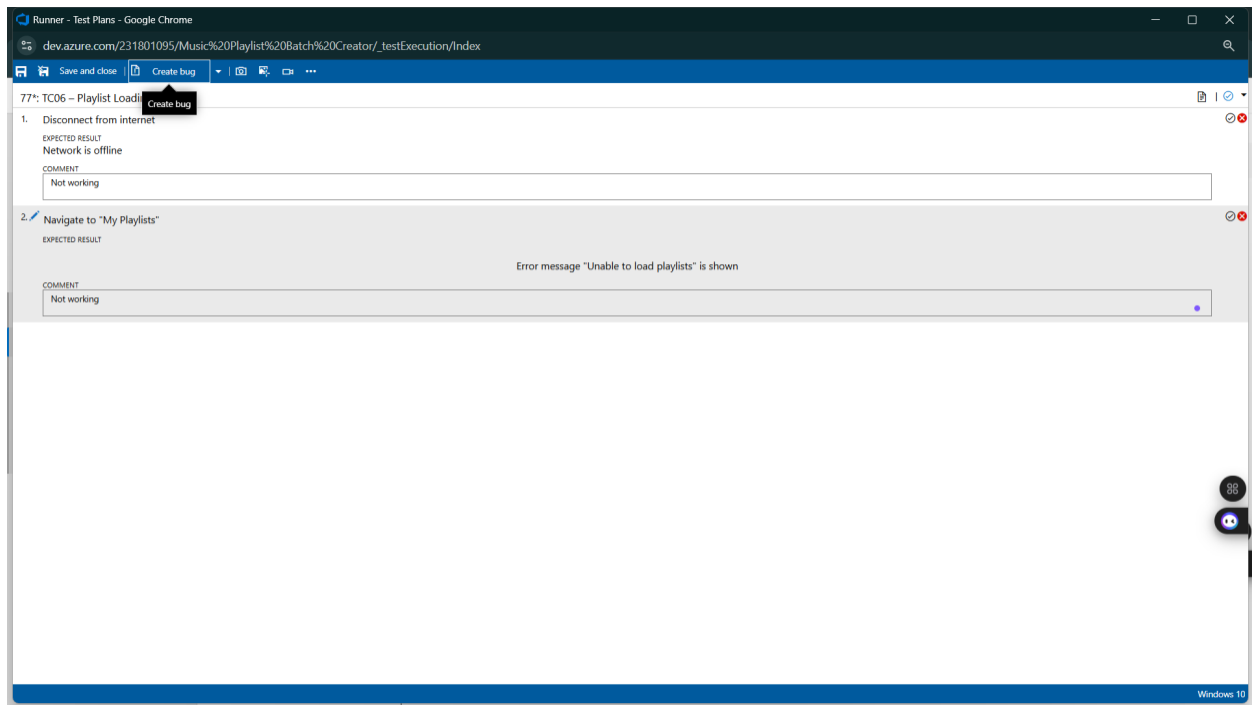 Runner - Test Plans - Google Chrome
dev.azure.com/231801095/Music%20Playlist%20Batch%20Creator/_testExecution/Index
Save and close | Create bug
77*: TC06 – Playlist Loadi
Create bug
1. Disconnect from internet
EXPECTED RESULT
Network is offline
COMMENT
Not working
2. Navigate to "My Playlists"
EXPECTED RESULT
Error message "Unable to load playlists" is shown
COMMENT
Not working
Windows 10